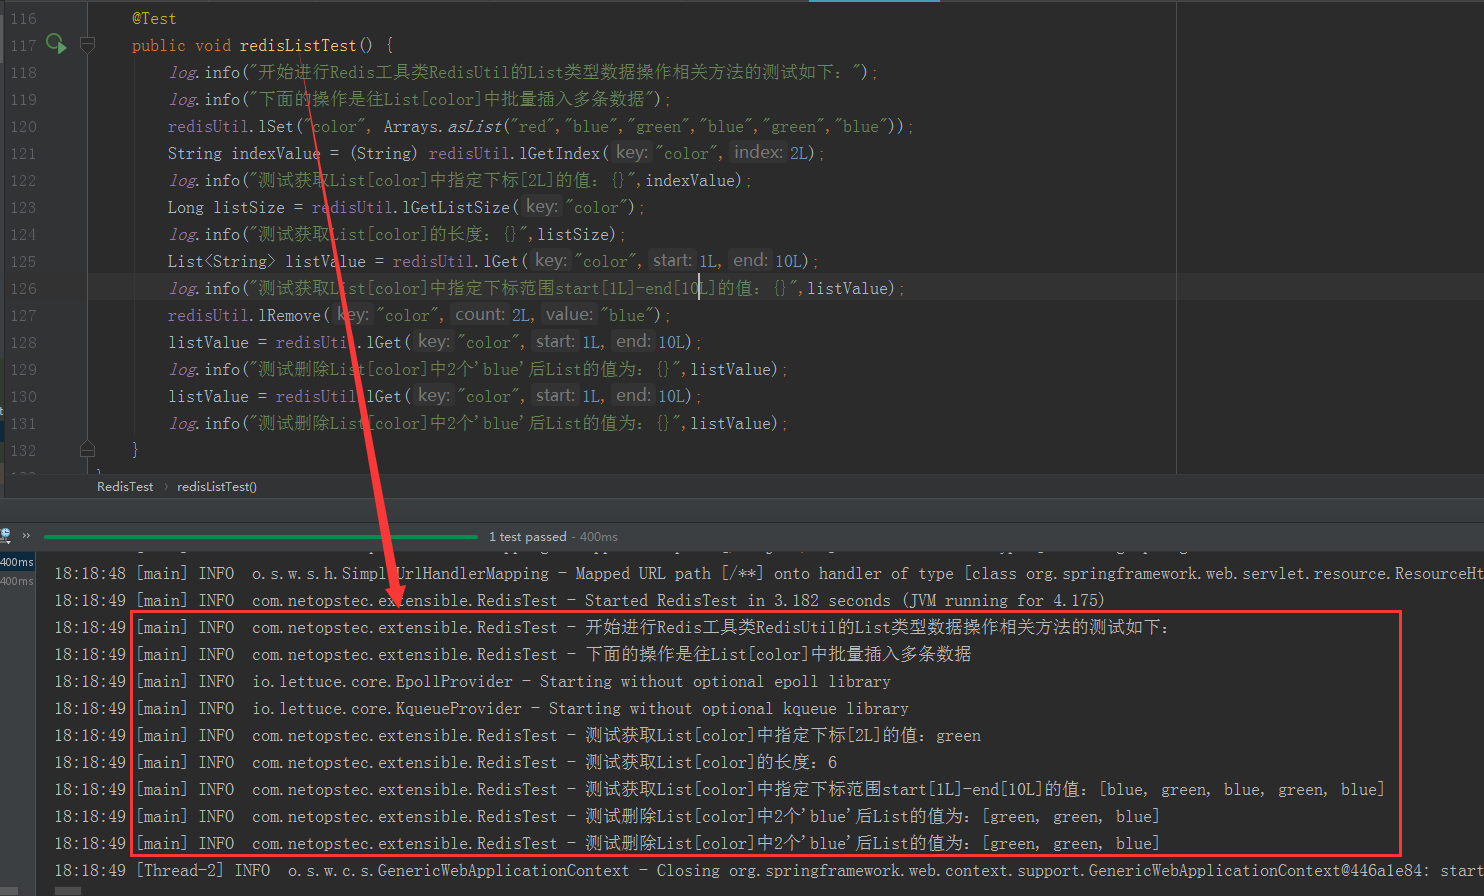 116 @Test
117 public void redisListTest() {
118 log.info("开始进行Redis工具类RedisUtil的List类型数据操作相关方法的测试如下：");
119 log.info("下面的操作是往List[color]中批量插入多条数据");
120 redisUtil.lSet("color", Arrays.asList("red","blue","green","blue","green","blue"));
121 String indexValue = (String) redisUtil.lGetIndex( key: "color", index: 2L);
122 log.info("测试获取List[color]中指定下标[2L]的值：{}",indexValue);
123 Long listSize = redisUtil.lGetListSize( key: "color");
124 log.info("测试获取List[color]的长度：{}",listSize);
125 List<String> listValue = redisUtil.lGet( key: "color", start: 1L, end: 10L);
126 log.info("测试获取List[color]中指定下标范围start[1L]-end[10L]的值：{}",listValue);
127 redisUtil.lRemove( key: "color", count: 2L, value: "blue");
128 listValue = redisUtil.lGet( key: "color", start: 1L, end: 10L);
129 log.info("测试删除List[color]中2个'blue'后List的值为：{}",listValue);
130 listValue = redisUtil.lGet( key: "color", start: 1L, end: 10L);
131 log.info("测试删除List[color]中2个'blue'后List的值为：{}",listValue);
132 }
RedisTest › redisListTest()
» 1 test passed - 400ms
400ms
400ms
18:18:48 [main] INFO o.s.w.s.h.SimpleUrlHandlerMapping - Mapped URL path [/**] onto handler of type [class org.springframework.web.servlet.resource.ResourceHt
18:18:49 [main] INFO com.netopstec.extensible.RedisTest - Started RedisTest in 3.182 seconds (JVM running for 4.175)
18:18:49 [main] INFO com.netopstec.extensible.RedisTest - 开始进行Redis工具类RedisUtil的List类型数据操作相关方法的测试如下：
18:18:49 [main] INFO com.netopstec.extensible.RedisTest - 下面的操作是往List[color]中批量插入多条数据
18:18:49 [main] INFO io.lettuce.core.EpollProvider - Starting without optional epoll library
18:18:49 [main] INFO io.lettuce.core.KqueueProvider - Starting without optional kqueue library
18:18:49 [main] INFO com.netopstec.extensible.RedisTest - 测试获取List[color]中指定下标[2L]的值：green
18:18:49 [main] INFO com.netopstec.extensible.RedisTest - 测试获取List[color]的长度：6
18:18:49 [main] INFO com.netopstec.extensible.RedisTest - 测试获取List[color]中指定下标范围start[1L]-end[10L]的值：[blue, green, blue, green, blue]
18:18:49 [main] INFO com.netopstec.extensible.RedisTest - 测试删除List[color]中2个'blue'后List的值为：[green, green, blue]
18:18:49 [main] INFO com.netopstec.extensible.RedisTest - 测试删除List[color]中2个'blue'后List的值为：[green, green, blue]
18:18:49 [Thread-2] INFO o.s.w.c.s.GenericWebApplicationContext - Closing org.springframework.web.context.support.GenericWebApplicationContext@446a1e84: start